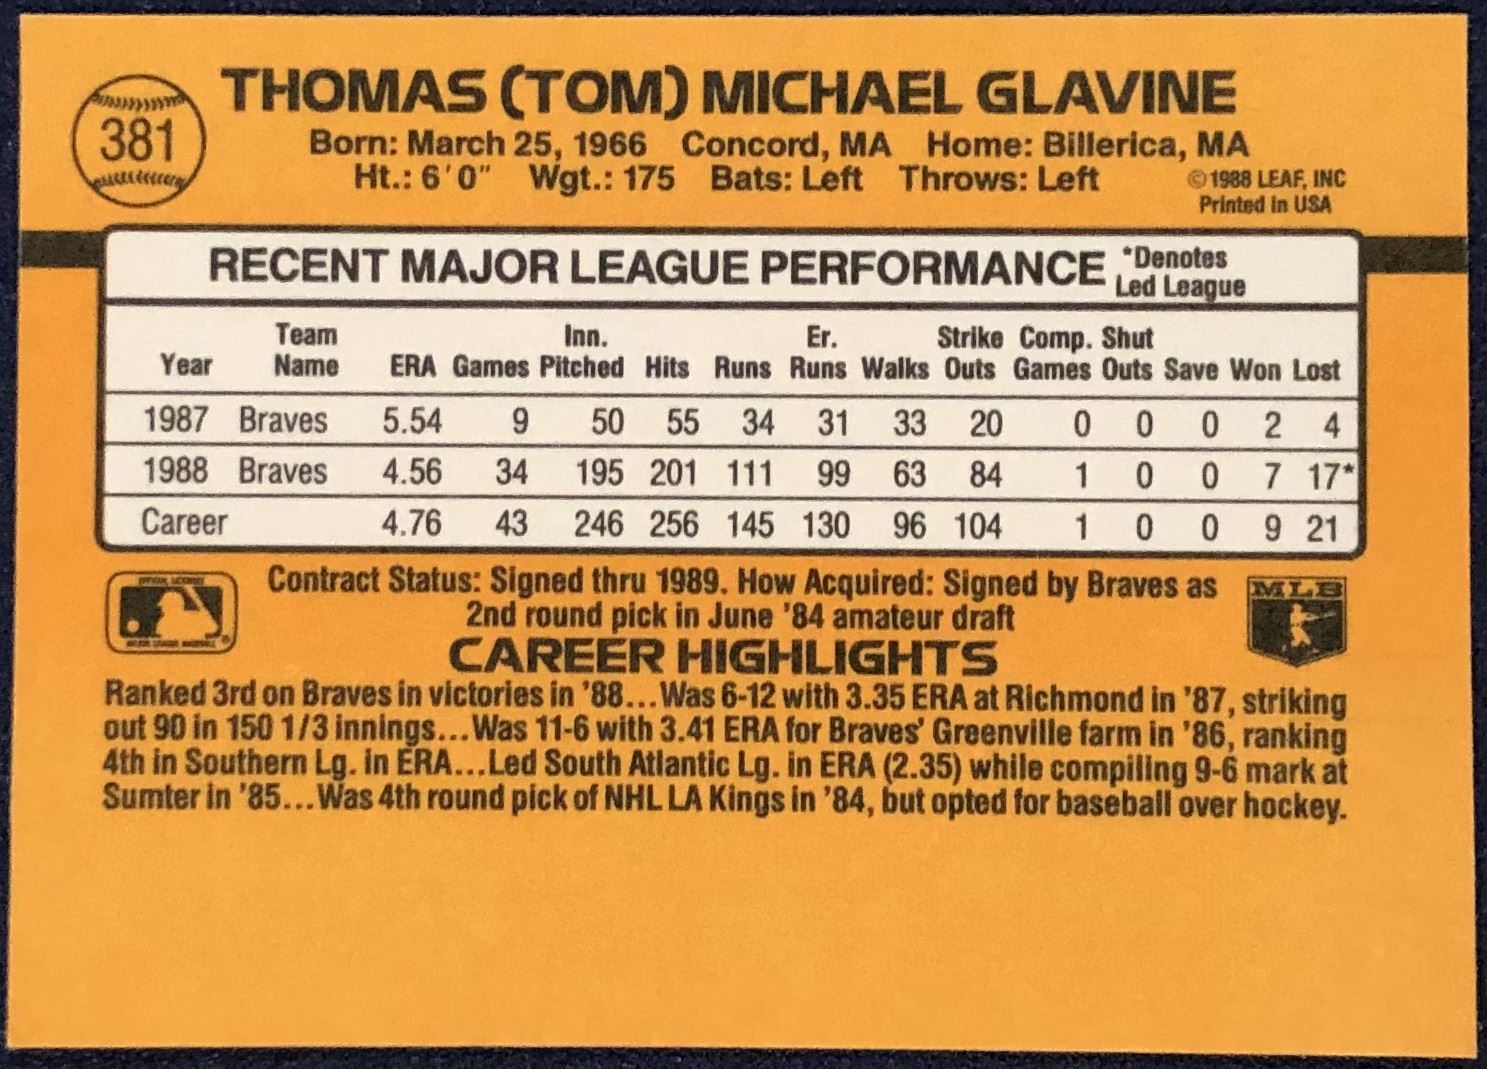 381
THOMAS (TOM) MICHAEL GLAVINE
Born: March 25, 1966 Concord, MA Home: Billerica, MA
Ht.: 6'0" Wgt.: 175 Bats: Left Throws: Left
©1988 LEAF, INC
Printed in USA
RECENT MAJOR LEAGUE PERFORMANCE *Denotes
Led League
Team Inn. Er. Strike Comp. Shut
Year Name ERA Games Pitched Hits Runs Runs Walks Outs Games Outs Save Won Lost
1987 Braves 5.54 9 50 55 34 31 33 20 0 0 0 2 4
1988 Braves 4.56 34 195 201 111 99 63 84 1 0 0 7 17*
Career 4.76 43 246 256 145 130 96 104 1 0 0 9 21
OFFICIAL LICENSEE
MAJOR LEAGUE BASEBALL
®
Contract Status: Signed thru 1989. How Acquired: Signed by Braves as
2nd round pick in June '84 amateur draft
MLB
CAREER HIGHLIGHTS
Ranked 3rd on Braves in victories in '88...Was 6-12 with 3.35 ERA at Richmond in '87, striking
out 90 in 150 1/3 innings...Was 11-6 with 3.41 ERA for Braves' Greenville farm in '86, ranking
4th in Southern Lg. in ERA...Led South Atlantic Lg. in ERA (2.35) while compiling 9-6 mark at
Sumter in '85...Was 4th round pick of NHL LA Kings in '84, but opted for baseball over hockey.